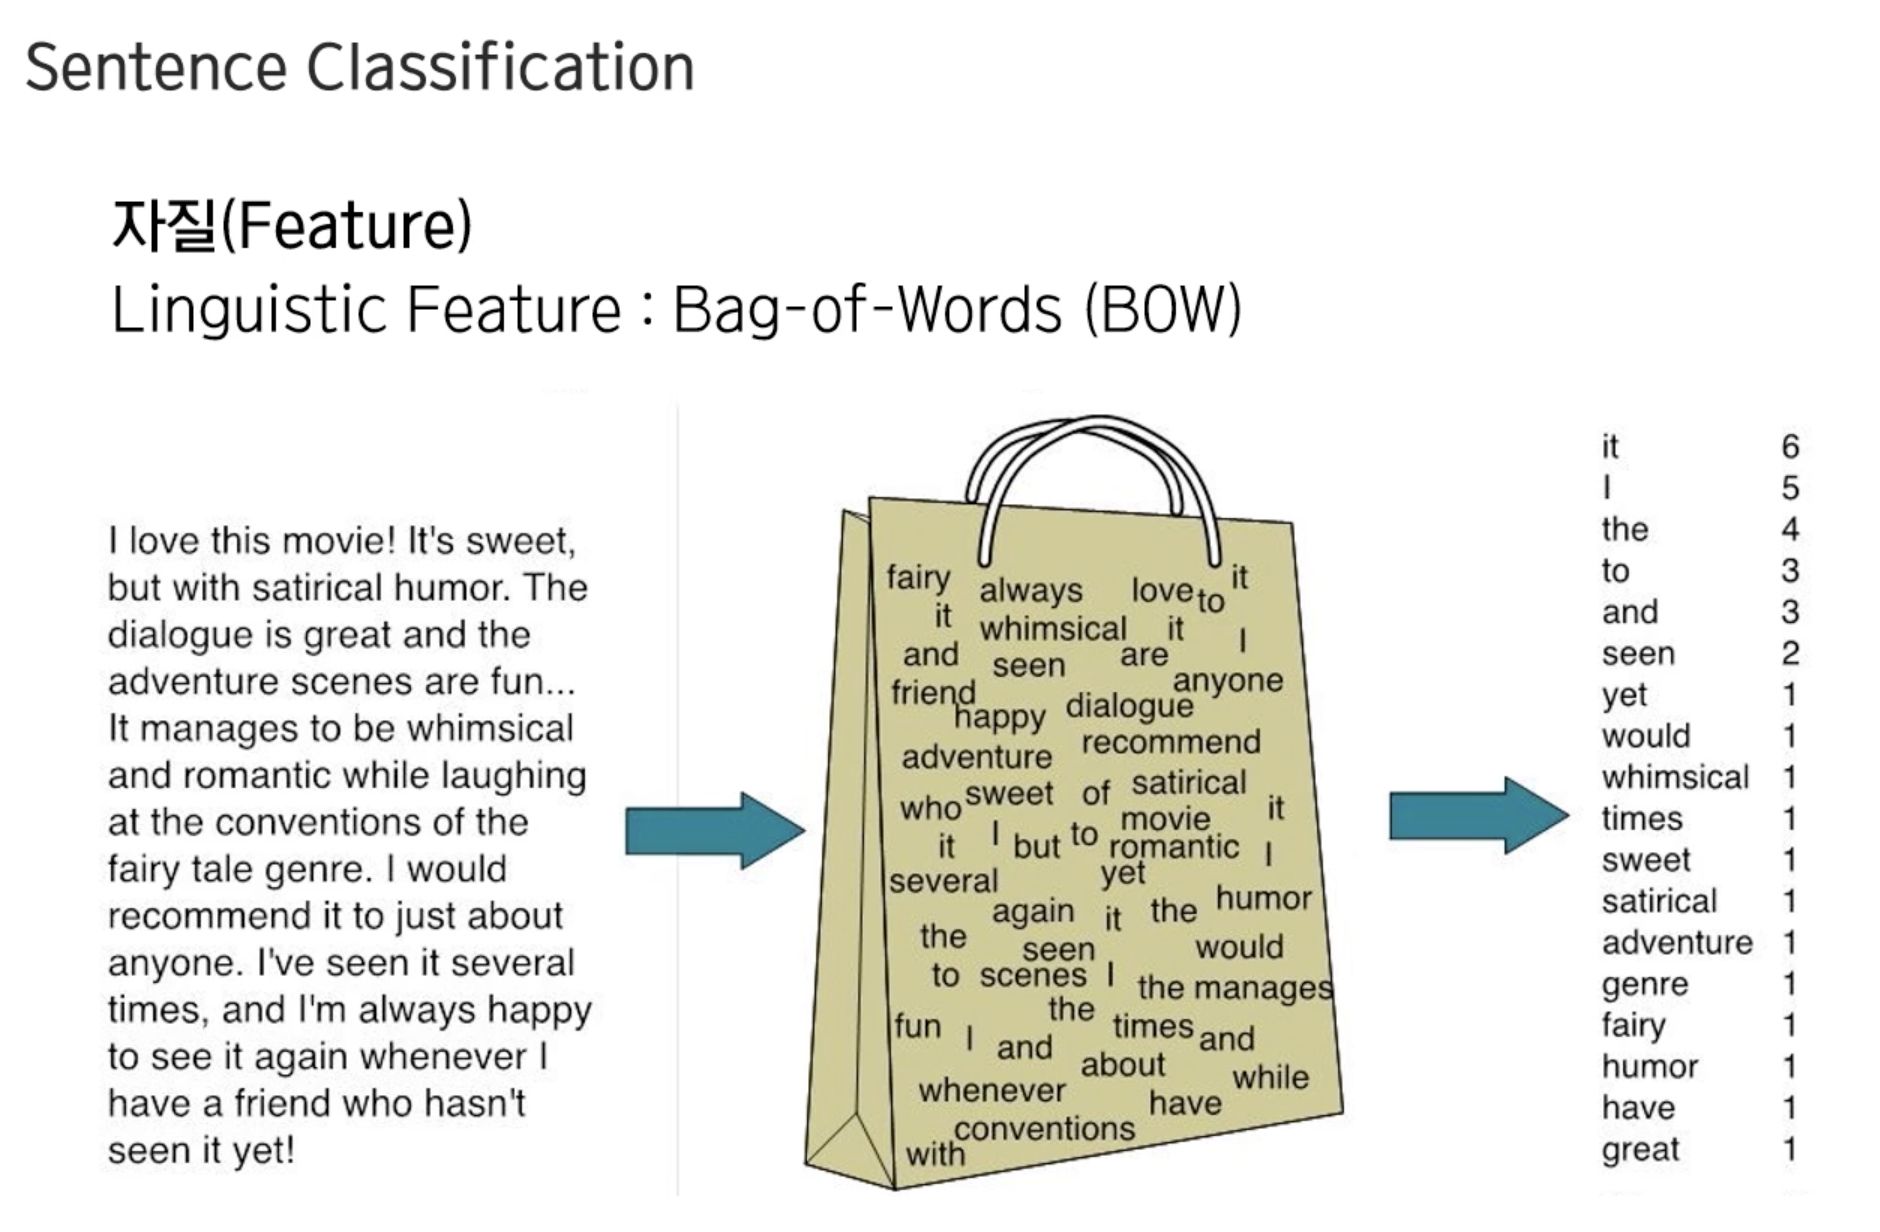 Sentence Classification
자질(Feature)
Linguistic Feature : Bag-of-Words (BOW)
I love this movie! It's sweet,
but with satirical humor. The
dialogue is great and the
adventure scenes are fun...
It manages to be whimsical
and romantic while laughing
at the conventions of the
fairy tale genre. I would
recommend it to just about
anyone. I've seen it several
times, and I'm always happy
to see it again whenever I
have a friend who hasn't
seen it yet!
fairy always love to it
it whimsical it I
and seen are anyone
friend happy dialogue
adventure recommend
who sweet of satirical it
it I but to movie romantic I
several yet
again it the humor
the seen would
to scenes I the manages
the
fun I and times and
about while
whenever have
conventions
with
it 6
I 5
the 4
to 3
and 3
seen 2
yet 1
would 1
whimsical 1
times 1
sweet 1
satirical 1
adventure 1
genre 1
fairy 1
humor 1
have 1
great 1